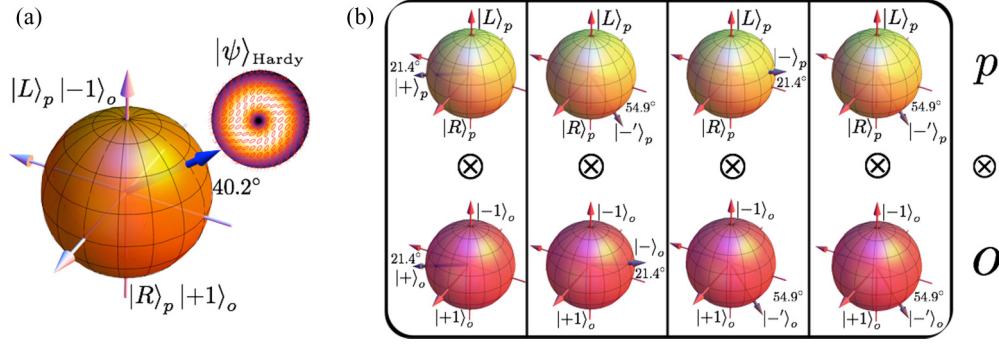 (a)
|ψ⟩Hardy
|L⟩p |−1⟩o
40.2°
|R⟩p |+1⟩o
(b)
|L⟩p |L⟩p |L⟩p |L⟩p
21.4° |+⟩p |R⟩p
54.9° |R⟩p |−'⟩p
|−⟩p 21.4° |R⟩p
54.9° |R⟩p |−'⟩p
p
⊗ ⊗ ⊗ ⊗ ⊗
|−1⟩o |−1⟩o |−1⟩o |−1⟩o
21.4° |+⟩o |+1⟩o
|−⟩o 21.4° |+1⟩o
54.9° |+1⟩o |−'⟩o
54.9° |+1⟩o |−'⟩o
O